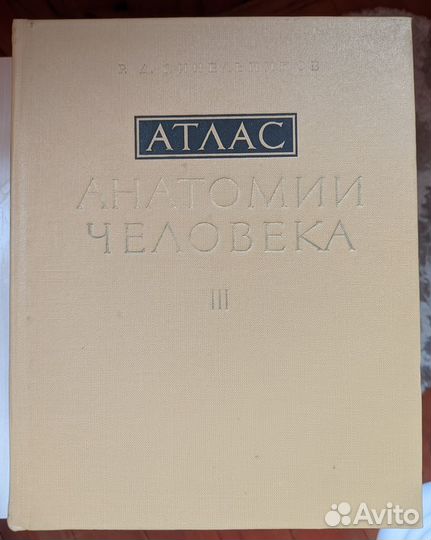 Р. Д. СИНЕЛЬНИКОВ
АТЛАС
АНАТОМИИ
ЧЕЛОВЕКА
III
Avito